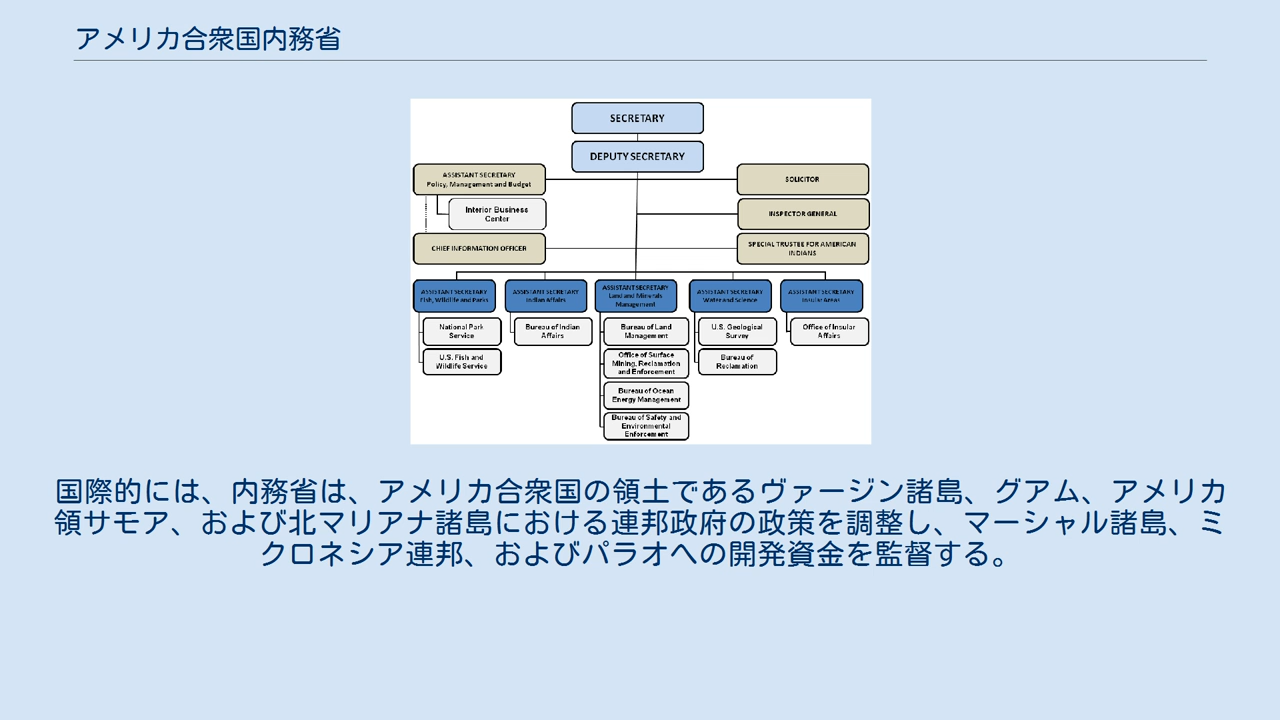 アメリカ合衆国内務省
SECRETARY
DEPUTY SECRETARY
ASSISTANT SECRETARY
Policy, Management and Budget
SOLICITOR
Interior Business
Center
INSPECTOR GENERAL
CHIEF INFORMATION OFFICER
SPECIAL TRUSTEE FOR AMERICAN
INDIANS
ASSISTANT SECRETARY
Fish, Wildlife and Parks
ASSISTANT SECRETARY
Indian Affairs
ASSISTANT SECRETARY
Land and Minerals
Management
ASSISTANT SECRETARY
Water and Science
ASSISTANT SECRETARY
Insular Areas
National Park
Service
U.S. Fish and
Wildlife Service
Bureau of Indian
Affairs
Bureau of Land
Management
Office of Surface
Mining, Reclamation
and Enforcement
Bureau of Ocean
Energy Management
Bureau of Safety and
Environmental
Enforcement
U.S. Geological
Survey
Bureau of
Reclamation
Office of Insular
Affairs
国際的には、内務省は、アメリカ合衆国の領土であるヴァージン諸島、グアム、アメリカ
領サモア、および北マリアナ諸島における連邦政府の政策を調整し、マーシャル諸島、ミ
クロネシア連邦、およびパラオへの開発資金を監督する。